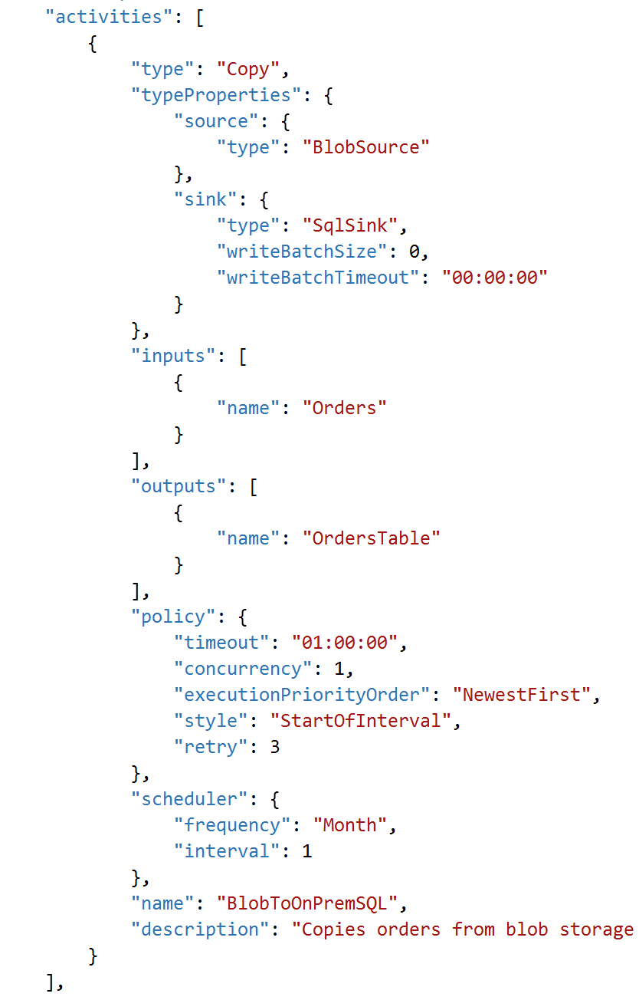 "activities": [
{
"type": "Copy",
"typeProperties": {
"source": {
"type": "BlobSource"
},
"sink": {
"type": "SqlSink",
"writeBatchSize": 0,
"writeBatchTimeout": "00:00:00"
}
},
"inputs": [
{
"name": "Orders"
}
],
"outputs": [
{
"name": "OrdersTable"
}
],
"policy": {
"timeout": "01:00:00",
"concurrency": 1,
"executionPriorityOrder": "NewestFirst",
"style": "StartOfInterval",
"retry": 3
},
"scheduler": {
"frequency": "Month",
"interval": 1
},
"name": "BlobToOnPremSQL",
"description": "Copies orders from blob storage
}
],